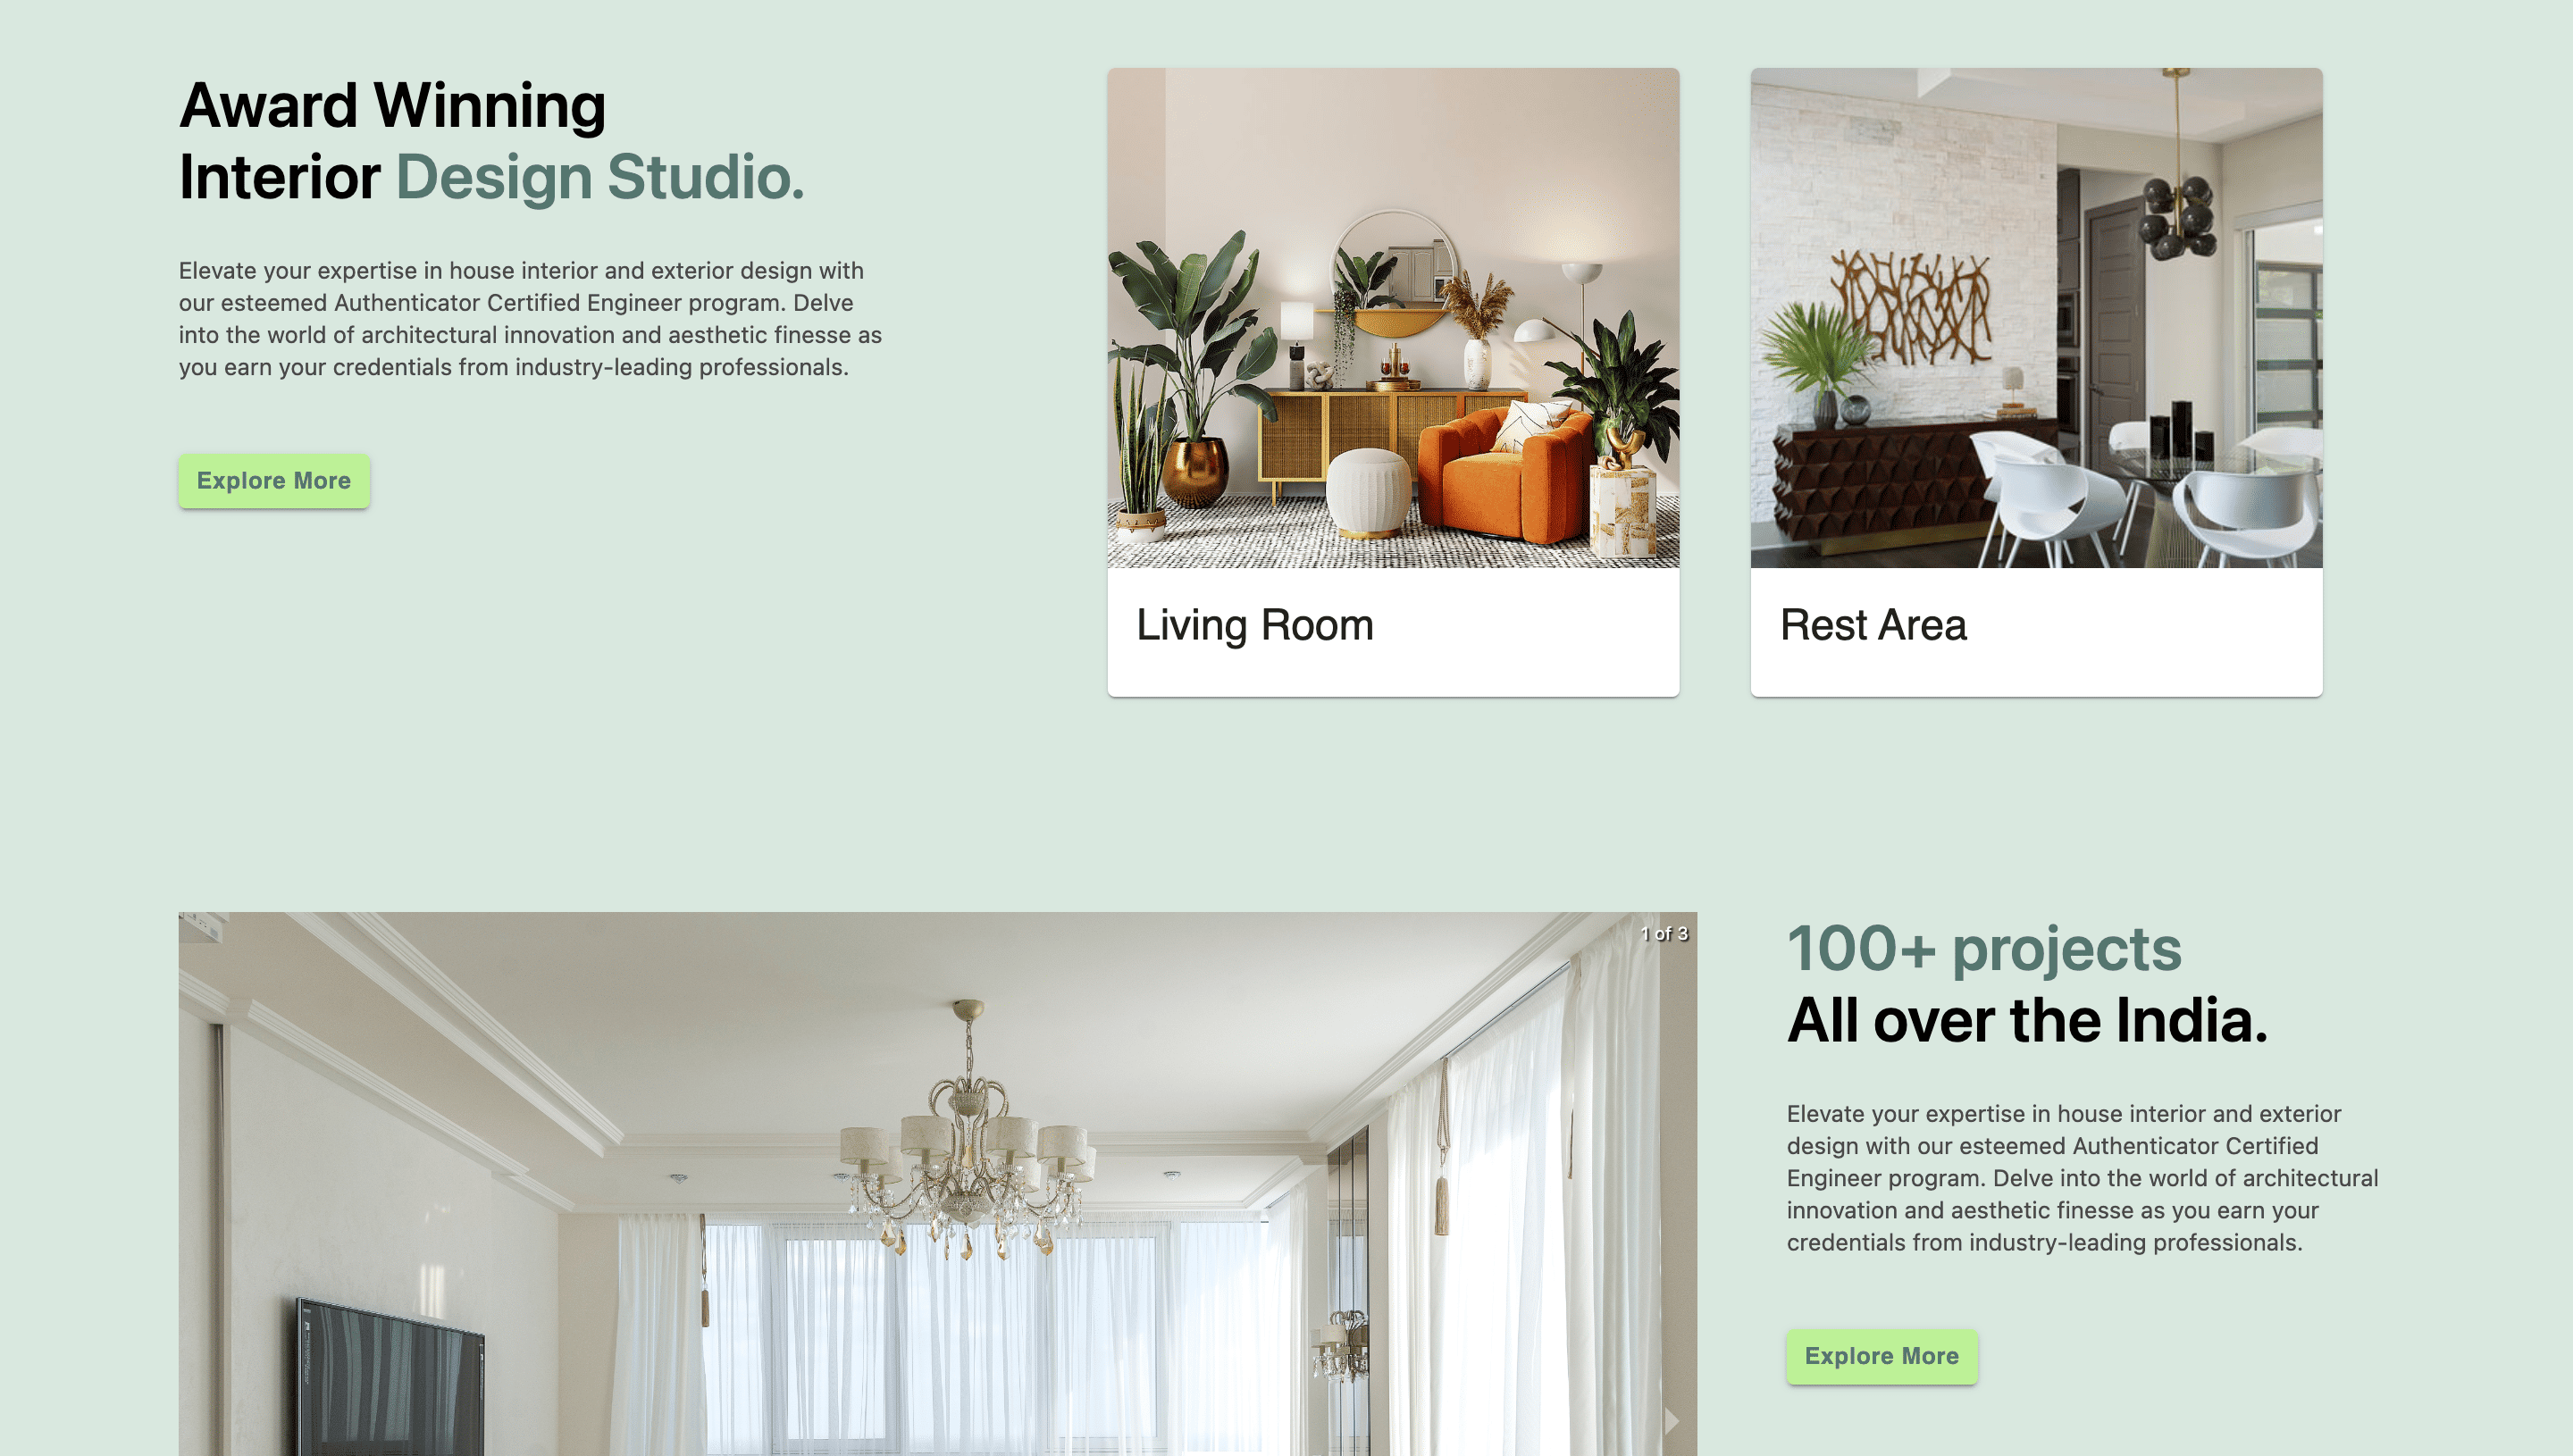 Award Winning
Interior Design Studio.
Elevate your expertise in house interior and exterior design with
our esteemed Authenticator Certified Engineer program. Delve
into the world of architectural innovation and aesthetic finesse as
you earn your credentials from industry-leading professionals.
Explore More
Living Room
Rest Area
1 of 3
100+ projects
All over the India.
Elevate your expertise in house interior and exterior
design with our esteemed Authenticator Certified
Engineer program. Delve into the world of architectural
innovation and aesthetic finesse as you earn your
credentials from industry-leading professionals.
Explore More